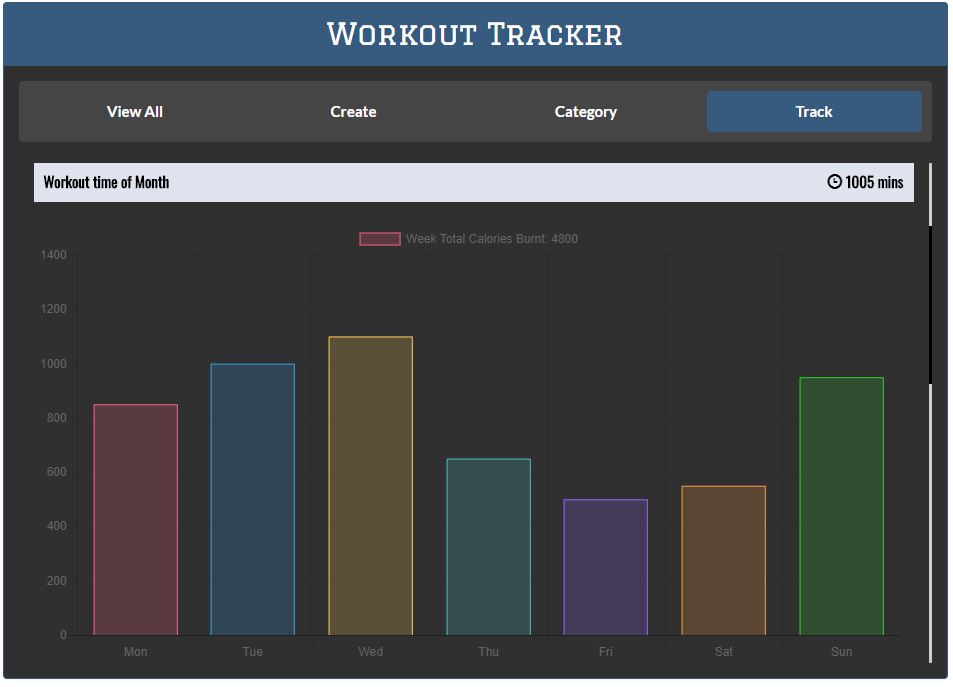 Workout Tracker
View All Create Category Track
Workout time of Month 1005 mins
Week Total Calories Burnt: 4800
1400
1200
1000
800
600
400
200
0
Mon Tue Wed Thu Fri Sat Sun